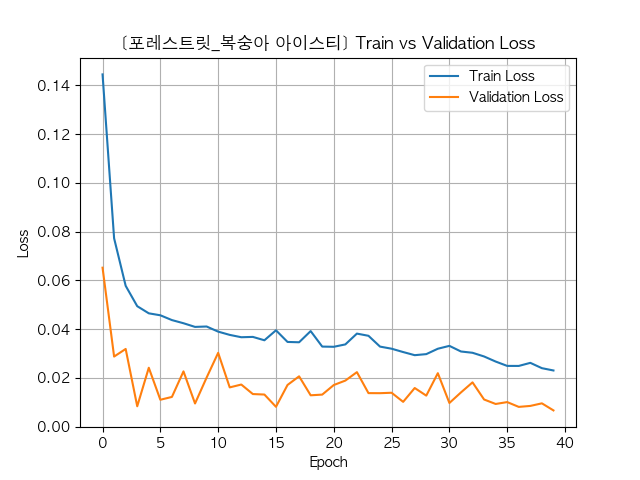 [포레스트릿_복숭아 아이스티] Train vs Validation Loss
Train Loss
Validation Loss
0.14
0.12
0.10
0.08
0.06
0.04
0.02
0.00
Loss
0 5 10 15 20 25 30 35 40
Epoch